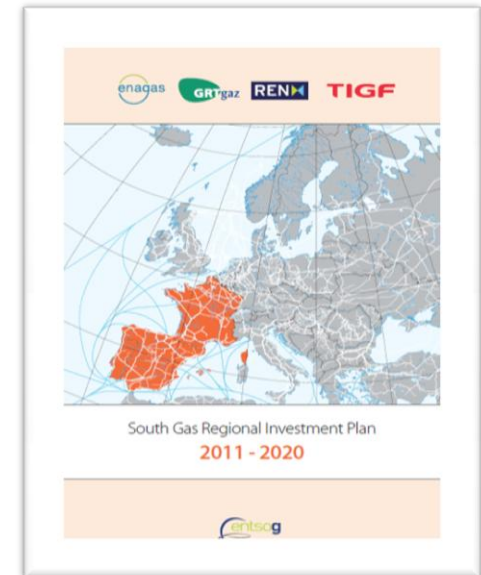 enagas GRTgaz REN TIGF
South Gas Regional Investment Plan
2011 - 2020
entsog